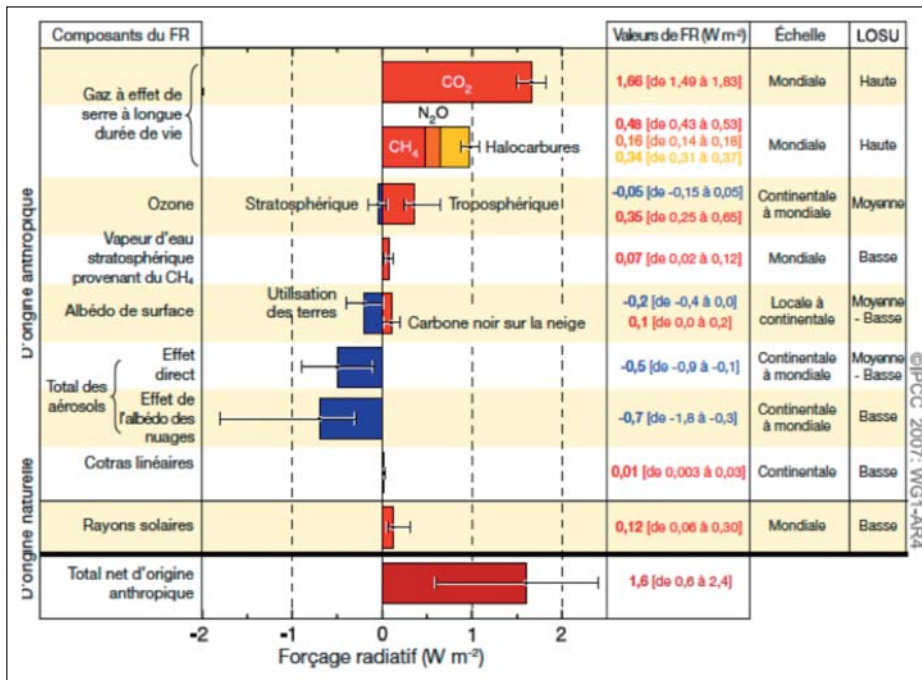 Composants du FR
Valeurs de FR (W m⁻²)
Échelle
LOSU
D'origine anthropique
Gaz à effet de
serre à longue
durée de vie
CO₂
1,66 [de 1,49 à 1,83]
Mondiale
Haute
N₂O
CH₄
Halocarbures
0,48 [de 0,43 à 0,53]
0,16 [de 0,14 à 0,18]
0,34 [de 0,31 à 0,37]
Mondiale
Haute
Ozone
Stratosphérique
Troposphérique
-0,05 [de -0,15 à 0,05]
0,35 [de 0,25 à 0,65]
Continentale
à mondiale
Moyenne
Vapeur d'eau
stratosphérique
provenant du CH₄
0,07 [de 0,02 à 0,12]
Mondiale
Basse
Albédo de surface
Utilisation
des terres
Carbone noir sur la neige
-0,2 [de -0,4 à 0,0]
0,1 [de 0,0 à 0,2]
Locale à
continentale
Moyenne
- Basse
Total des
aérosols
Effet
direct
-0,5 [de -0,9 à -0,1]
Continentale
à mondiale
Moyenne
- Basse
Effet de
l'albédo des
nuages
-0,7 [de -1,8 à -0,3]
Continentale
à mondiale
Basse
Cotras linéaires
0,01 [de 0,003 à 0,03]
Continentale
Basse
D'origine naturelle
Rayons solaires
0,12 [de 0,06 à 0,30]
Mondiale
Basse
Total net d'origine
anthropique
1,6 [de 0,6 à 2,4]
-2 -1 0 1 2
Forçage radiatif (W m⁻²)
©IPCC 2007: WG1-AR4